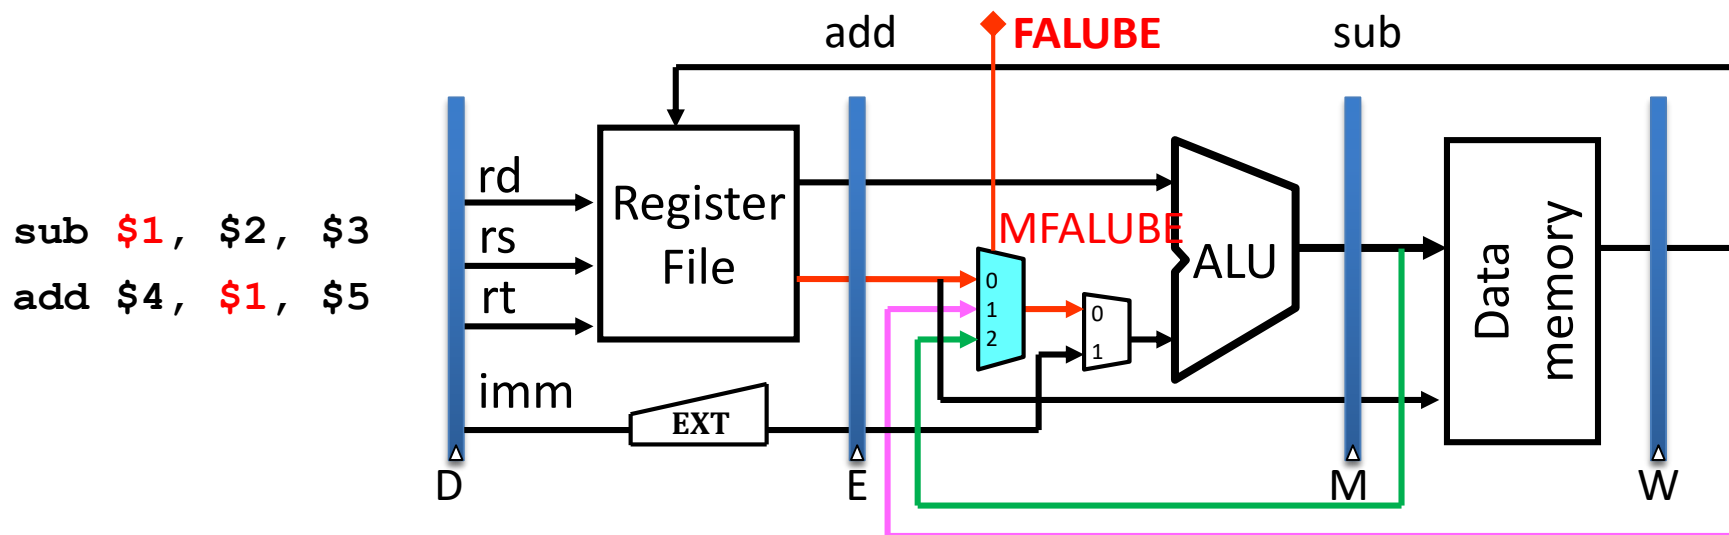 add
FALUBE
sub
sub $1, $2, $3
add $4, $1, $5
rd
rs
rt
imm
Register
File
EXT
MFALUBE
0
1
2
0
1
ALU
Data
memory
D
E
M
W